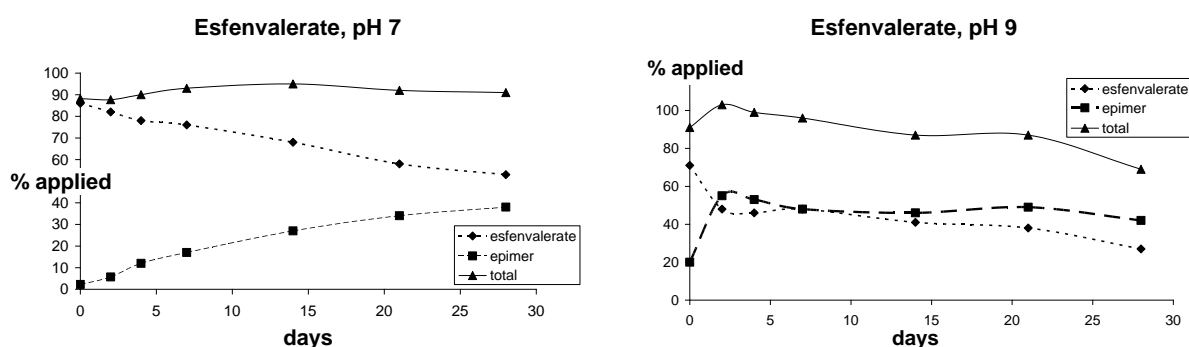 Esfenvalerate, pH 7
100
90
80
70
60
% applied
40
30
20
10
0
0 5 10 15 20 25 30
days
esfenvalerate
epimer
total
Esfenvalerate, pH 9
% applied
100
80
60
40
20
0
0 5 10 15 20 25 30
days
esfenvalerate
epimer
total